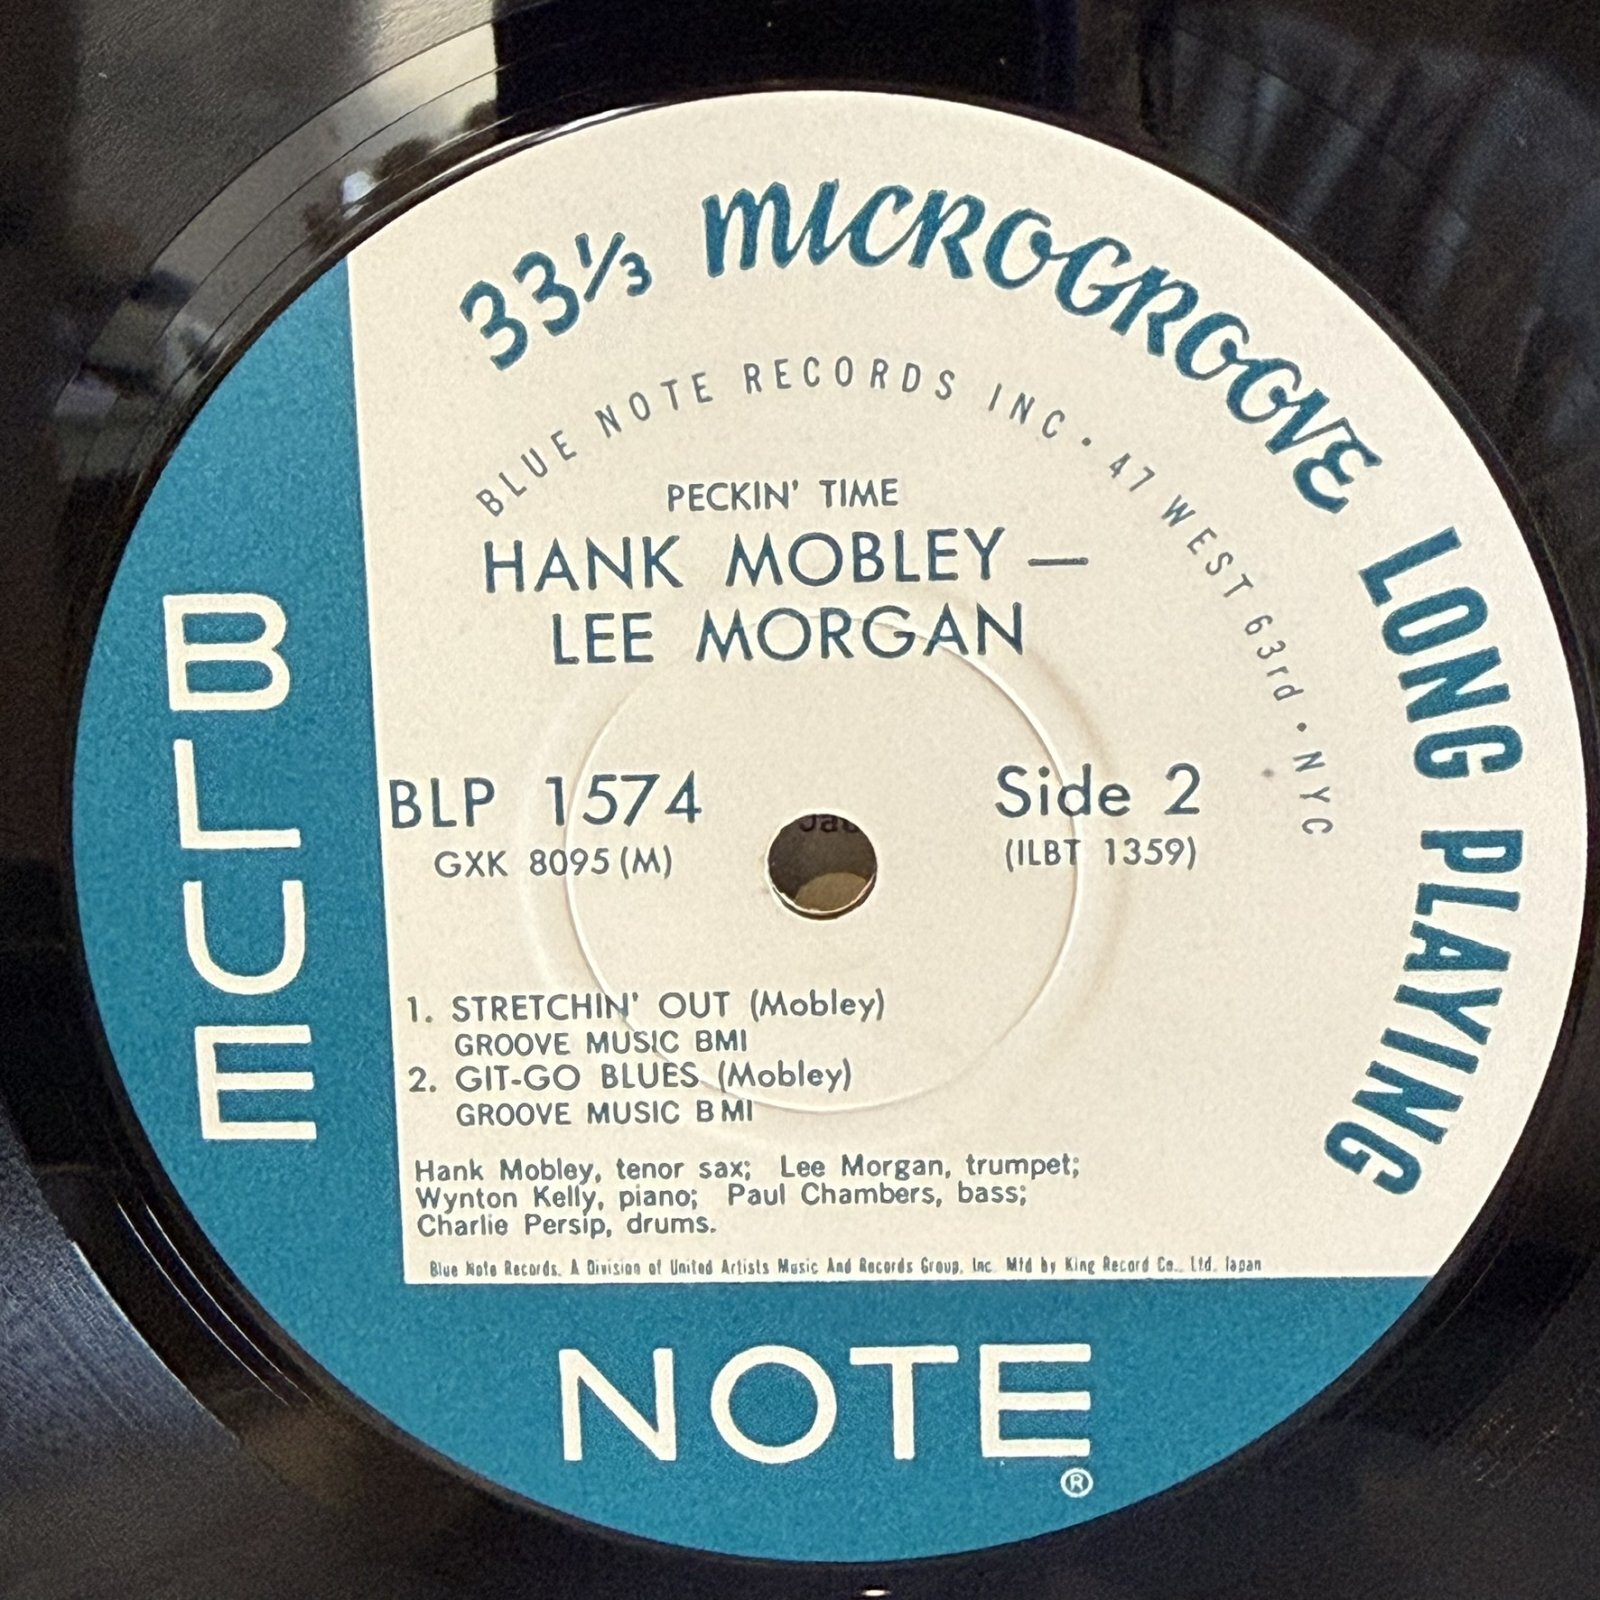 33⅓ MICROGROOVE LONG PLAYING
BLUE NOTE RECORDS INC • 47 WEST 63rd • NYC
PECKIN' TIME
HANK MOBLEY —
LEE MORGAN
BLP 1574
GXK 8095 (M)
Side 2
(ILBT 1359)
1. STRETCHIN' OUT (Mobley)
GROOVE MUSIC BMI
2. GIT-GO BLUES (Mobley)
GROOVE MUSIC BMI
Hank Mobley, tenor sax; Lee Morgan, trumpet;
Wynton Kelly, piano; Paul Chambers, bass;
Charlie Persip, drums.
Blue Note Records. A Division of United Artists Music And Records Group, Inc. Mfd by King Record Co., Ltd. Japan
BLUE
NOTE
®